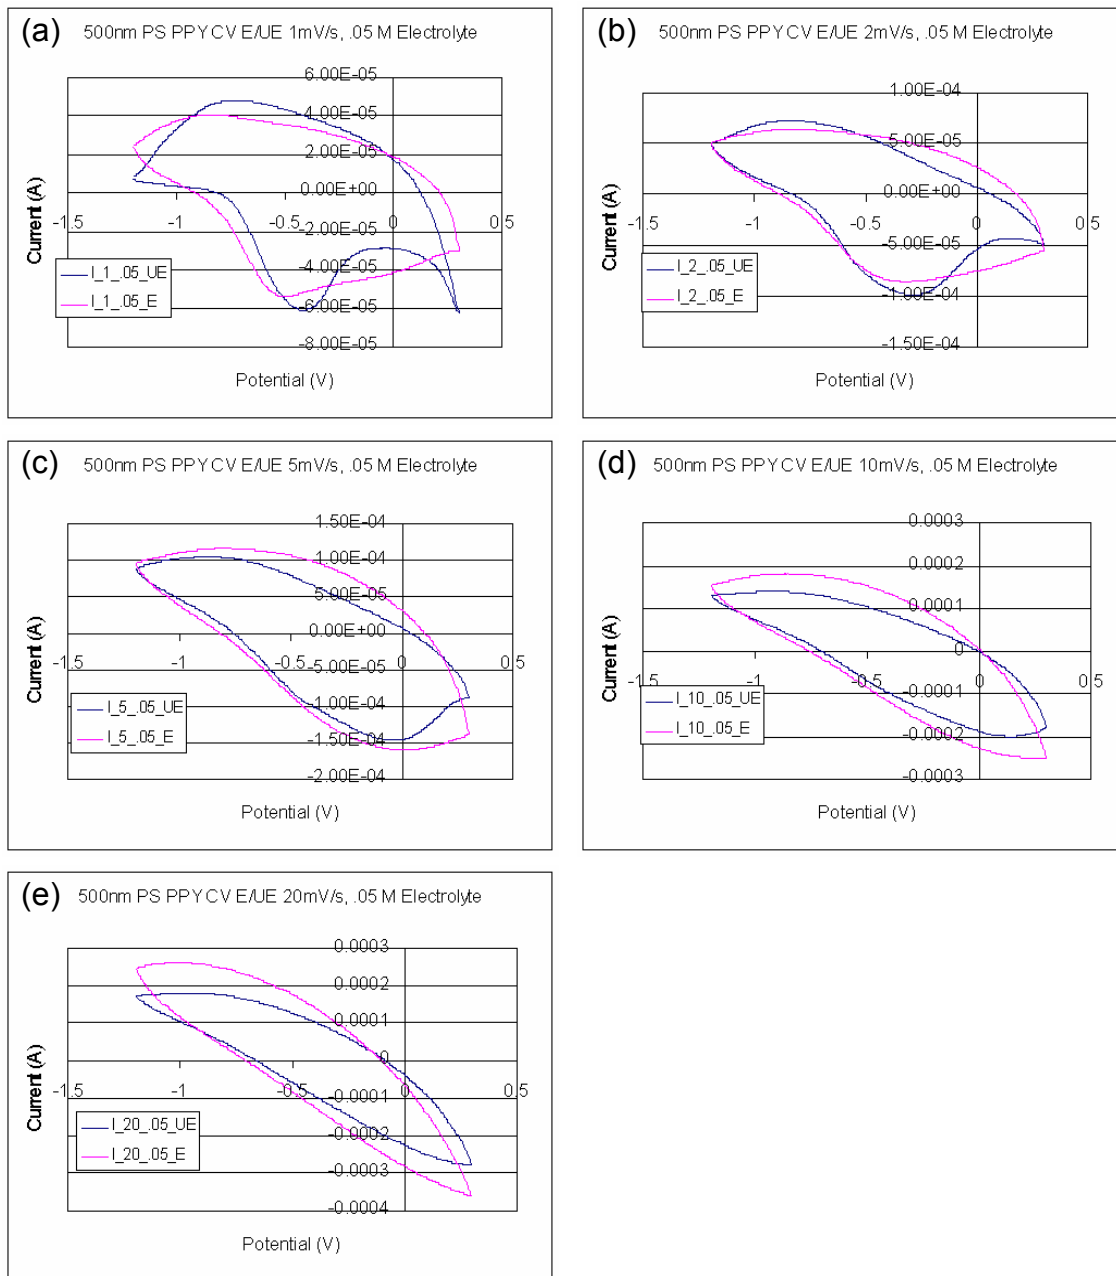 (a) 500nm PS PPY CV E/UE 1mV/s, .05 M Electrolyte
6.00E-05
4.00E-05
2.00E-05
0.00E+00
-1.5 -1 -0.5 0 0.5
-2.00E-05
-4.00E-05
-6.00E-05
-8.00E-05
Current (A)
I_1_.05_UE
I_1_.05_E
Potential (V)
(b) 500nm PS PPY CV E/UE 2mV/s, .05 M Electrolyte
1.00E-04
5.00E-05
0.00E+00
-1.5 -1 -0.5 0 0.5
-5.00E-05
-1.00E-04
-1.50E-04
Current (A)
I_2_.05_UE
I_2_.05_E
Potential (V)
(c) 500nm PS PPY CV E/UE 5mV/s, .05 M Electrolyte
1.50E-04
1.00E-04
5.00E-05
0.00E+00
-1.5 -1 -0.5 0 0.5
-5.00E-05
-1.00E-04
-1.50E-04
-2.00E-04
Current (A)
I_5_.05_UE
I_5_.05_E
Potential (V)
(d) 500nm PS PPY CV E/UE 10mV/s, .05 M Electrolyte
0.0003
0.0002
0.0001
0
-1.5 -1 -0.5 0 0.5
-0.0001
-0.0002
-0.0003
Current (A)
I_10_.05_UE
I_10_.05_E
Potential (V)
(e) 500nm PS PPY CV E/UE 20mV/s, .05 M Electrolyte
0.0003
0.0002
0.0001
0
-1.5 -1 -0.5 0 0.5
-0.0001
-0.0002
-0.0003
-0.0004
Current (A)
I_20_.05_UE
I_20_.05_E
Potential (V)